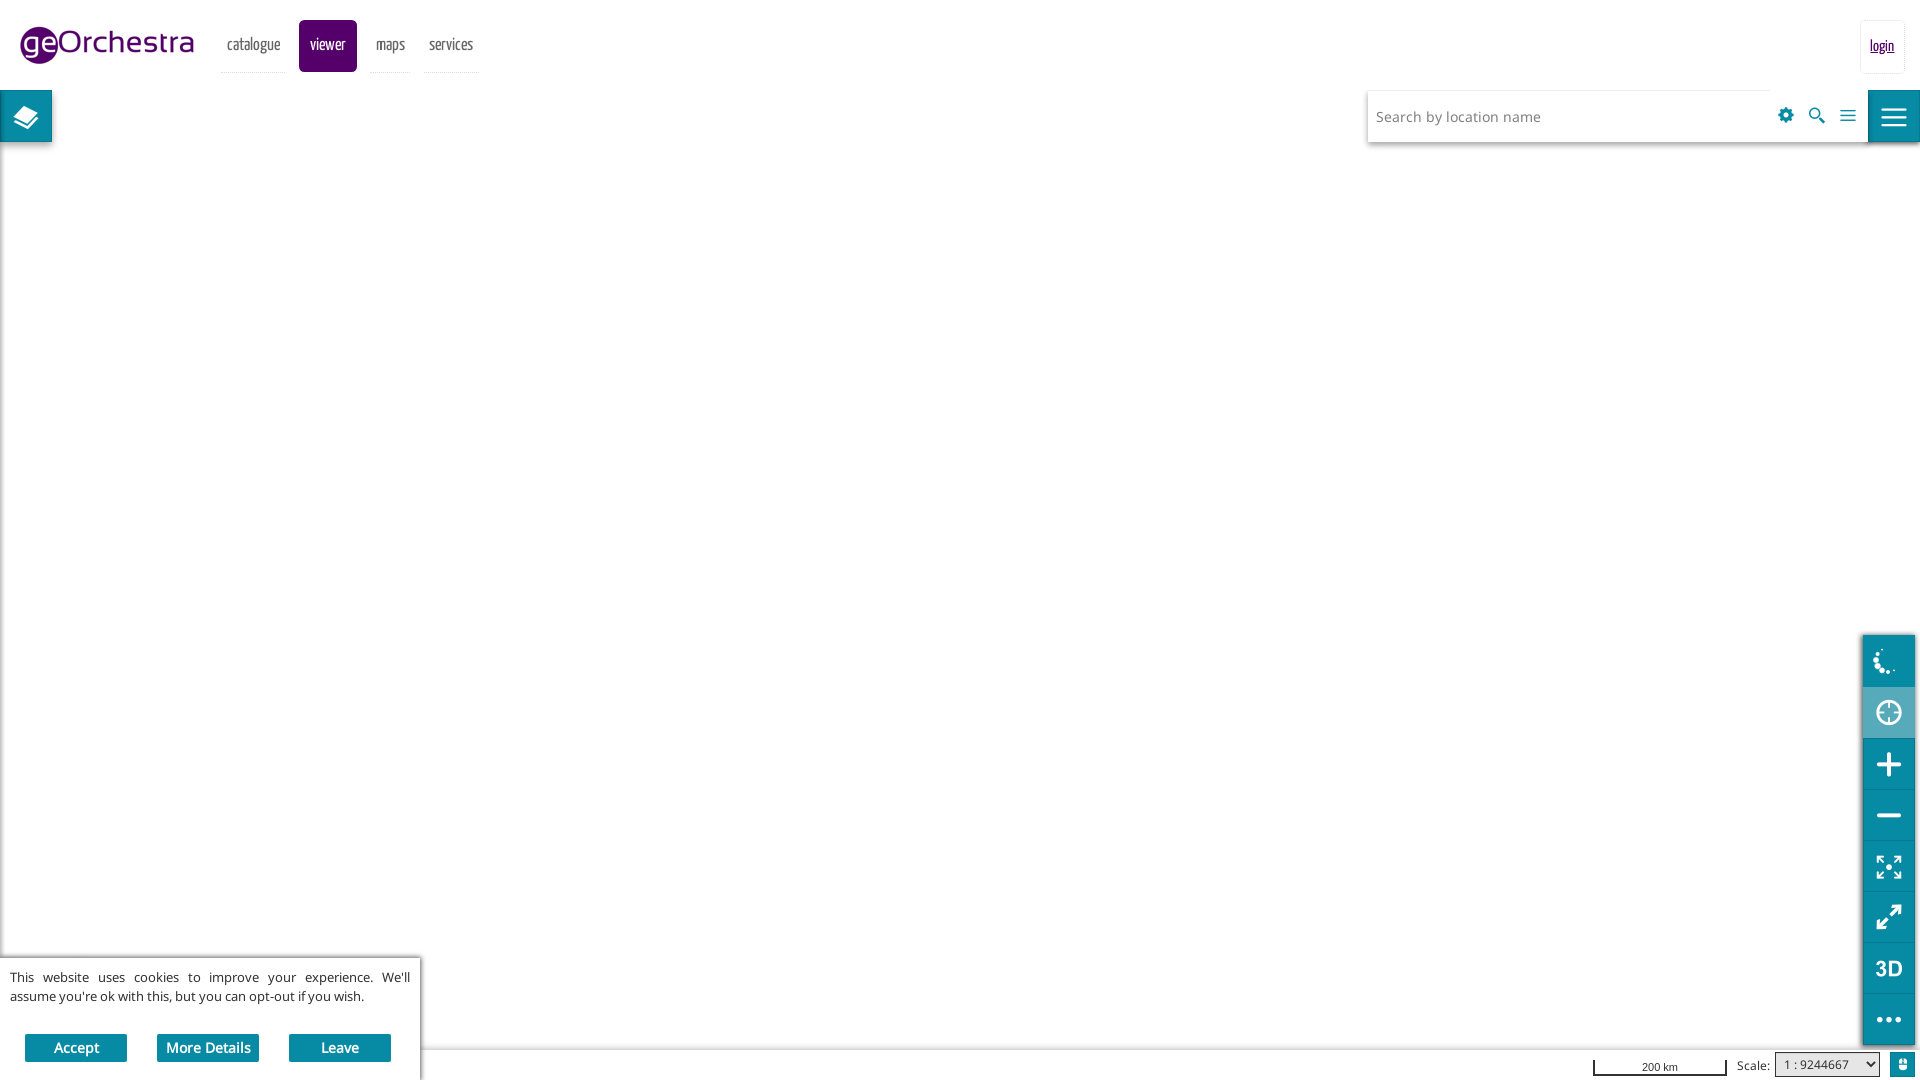 geOrchestra
catalogue
viewer
maps
services
login
Search by location name
3D
This website uses cookies to improve your experience. We'll
assume you're ok with this, but you can opt-out if you wish.
Accept
More Details
Leave
200 km
Scale:
1 : 9244667